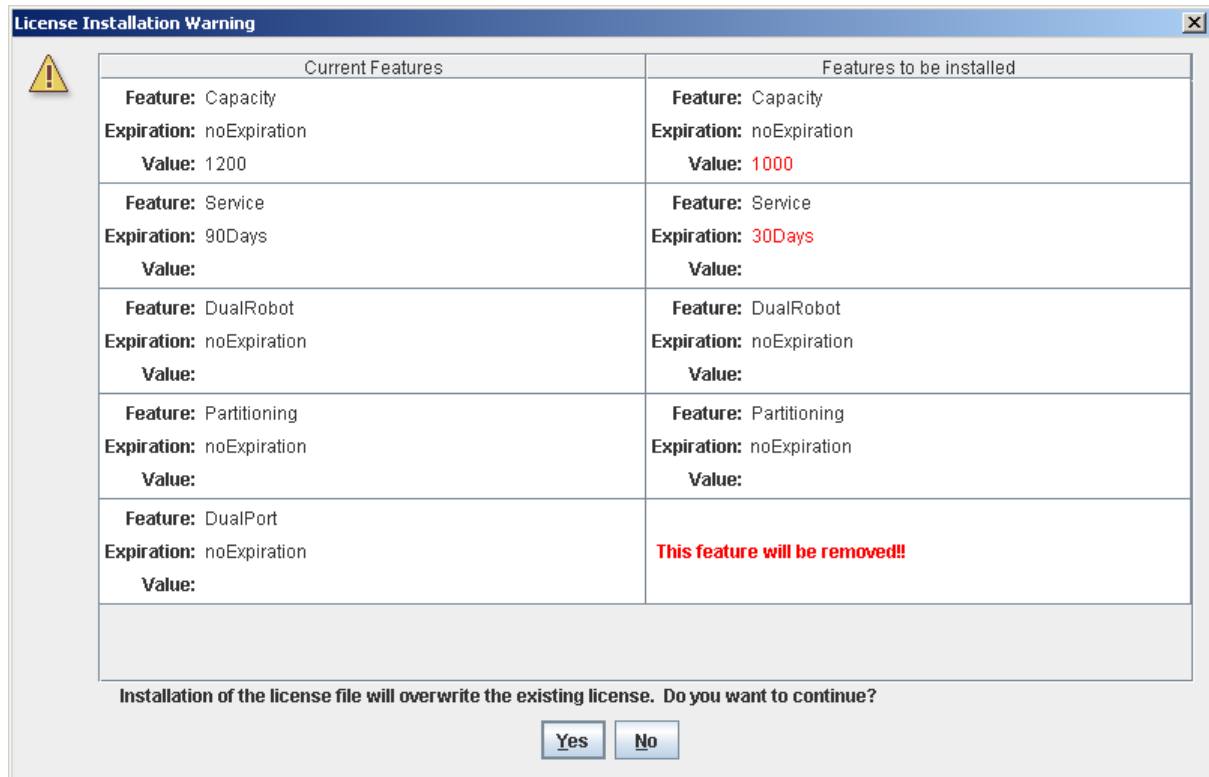 License Installation Warning
Current Features Features to be installed
Feature: Capacity Feature: Capacity
Expiration: noExpiration Expiration: noExpiration
Value: 1200 Value: 1000
Feature: Service Feature: Service
Expiration: 90Days Expiration: 30Days
Value: Value:
Feature: DualRobot Feature: DualRobot
Expiration: noExpiration Expiration: noExpiration
Value: Value:
Feature: Partitioning Feature: Partitioning
Expiration: noExpiration Expiration: noExpiration
Value: Value:
Feature: DualPort
Expiration: noExpiration This feature will be removed!!
Value:
Installation of the license file will overwrite the existing license. Do you want to continue?
Yes No